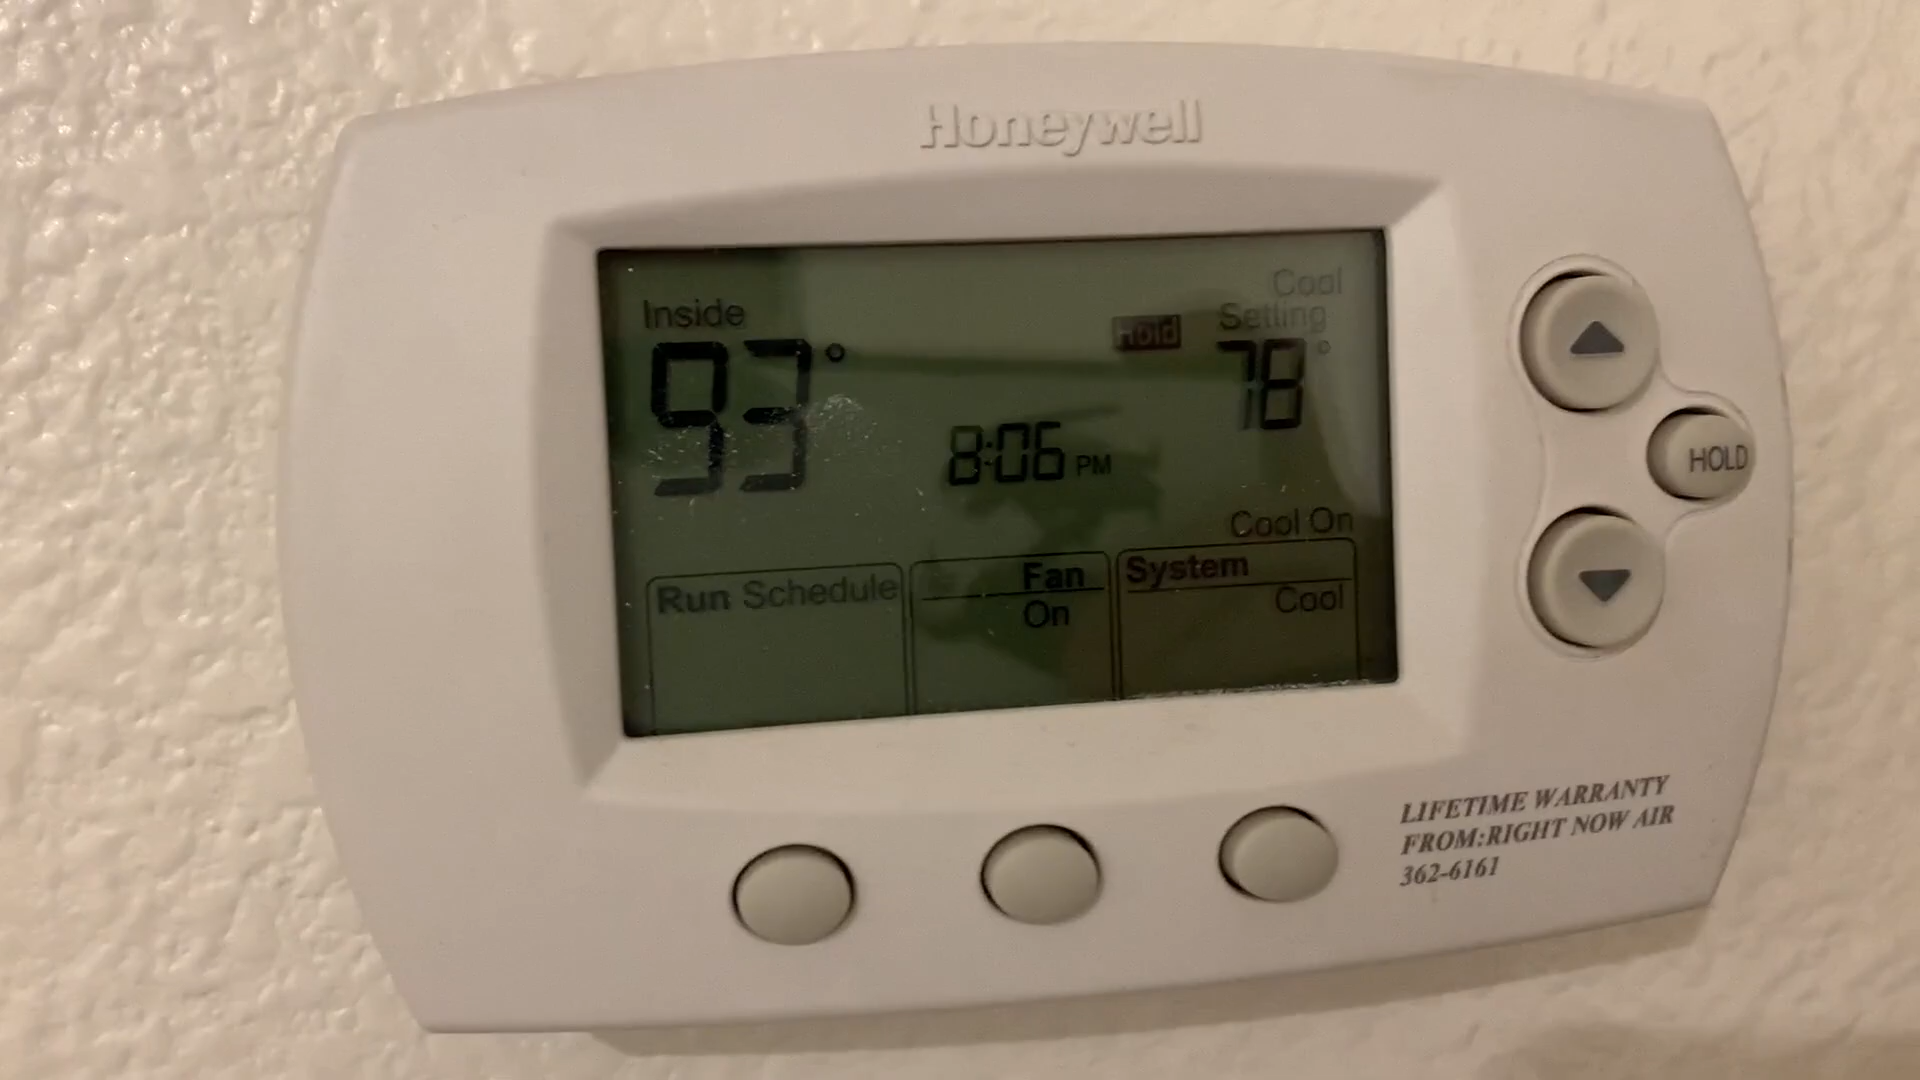 Honeywell
Inside
93°
Hold
Cool
Setting
78°
8:06 PM
Cool On
Run Schedule
Fan
On
System
Cool
HOLD
LIFETIME WARRANTY
FROM:RIGHT NOW AIR
362-6161